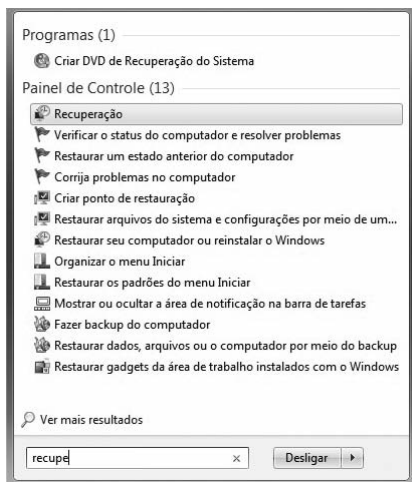 Programas (1)
Criar DVD de Recuperação do Sistema
Painel de Controle (13)
Recuperação
Verificar o status do computador e resolver problemas
Restaurar um estado anterior do computador
Corrija problemas no computador
Criar ponto de restauração
Restaurar arquivos do sistema e configurações por meio de um...
Restaurar seu computador ou reinstalar o Windows
Organizar o menu Iniciar
Restaurar os padrões do menu Iniciar
Mostrar ou ocultar a área de notificação na barra de tarefas
Fazer backup do computador
Restaurar dados, arquivos ou o computador por meio do backup
Restaurar gadgets da área de trabalho instalados com o Windows
Ver mais resultados
recupe
Desligar